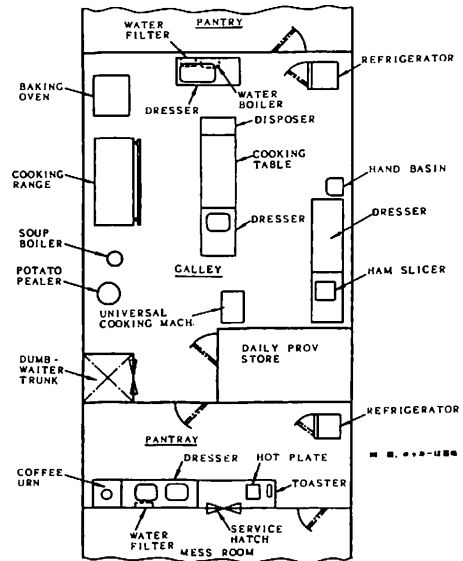 PANTRY
WATER
FILTER
REFRIGERATOR
BAKING
OVEN
WATER
BOILER
DRESSER
DISPOSER
COOKING
TABLE
COOKING
RANGE
HAND BASIN
DRESSER
DRESSER
SOUP
BOILER
GALLEY
POTATO
PEALER
HAM SLICER
UNIVERSAL
COOKING MACH.
DAILY PROV
STORE
DUMB-
WAITER
TRUNK
REFRIGERATOR
PANTRAY
DRESSER
HOT PLATE
COFFEE
URN
TOASTER
WATER
FILTER
SERVICE
HATCH
MESS ROOM